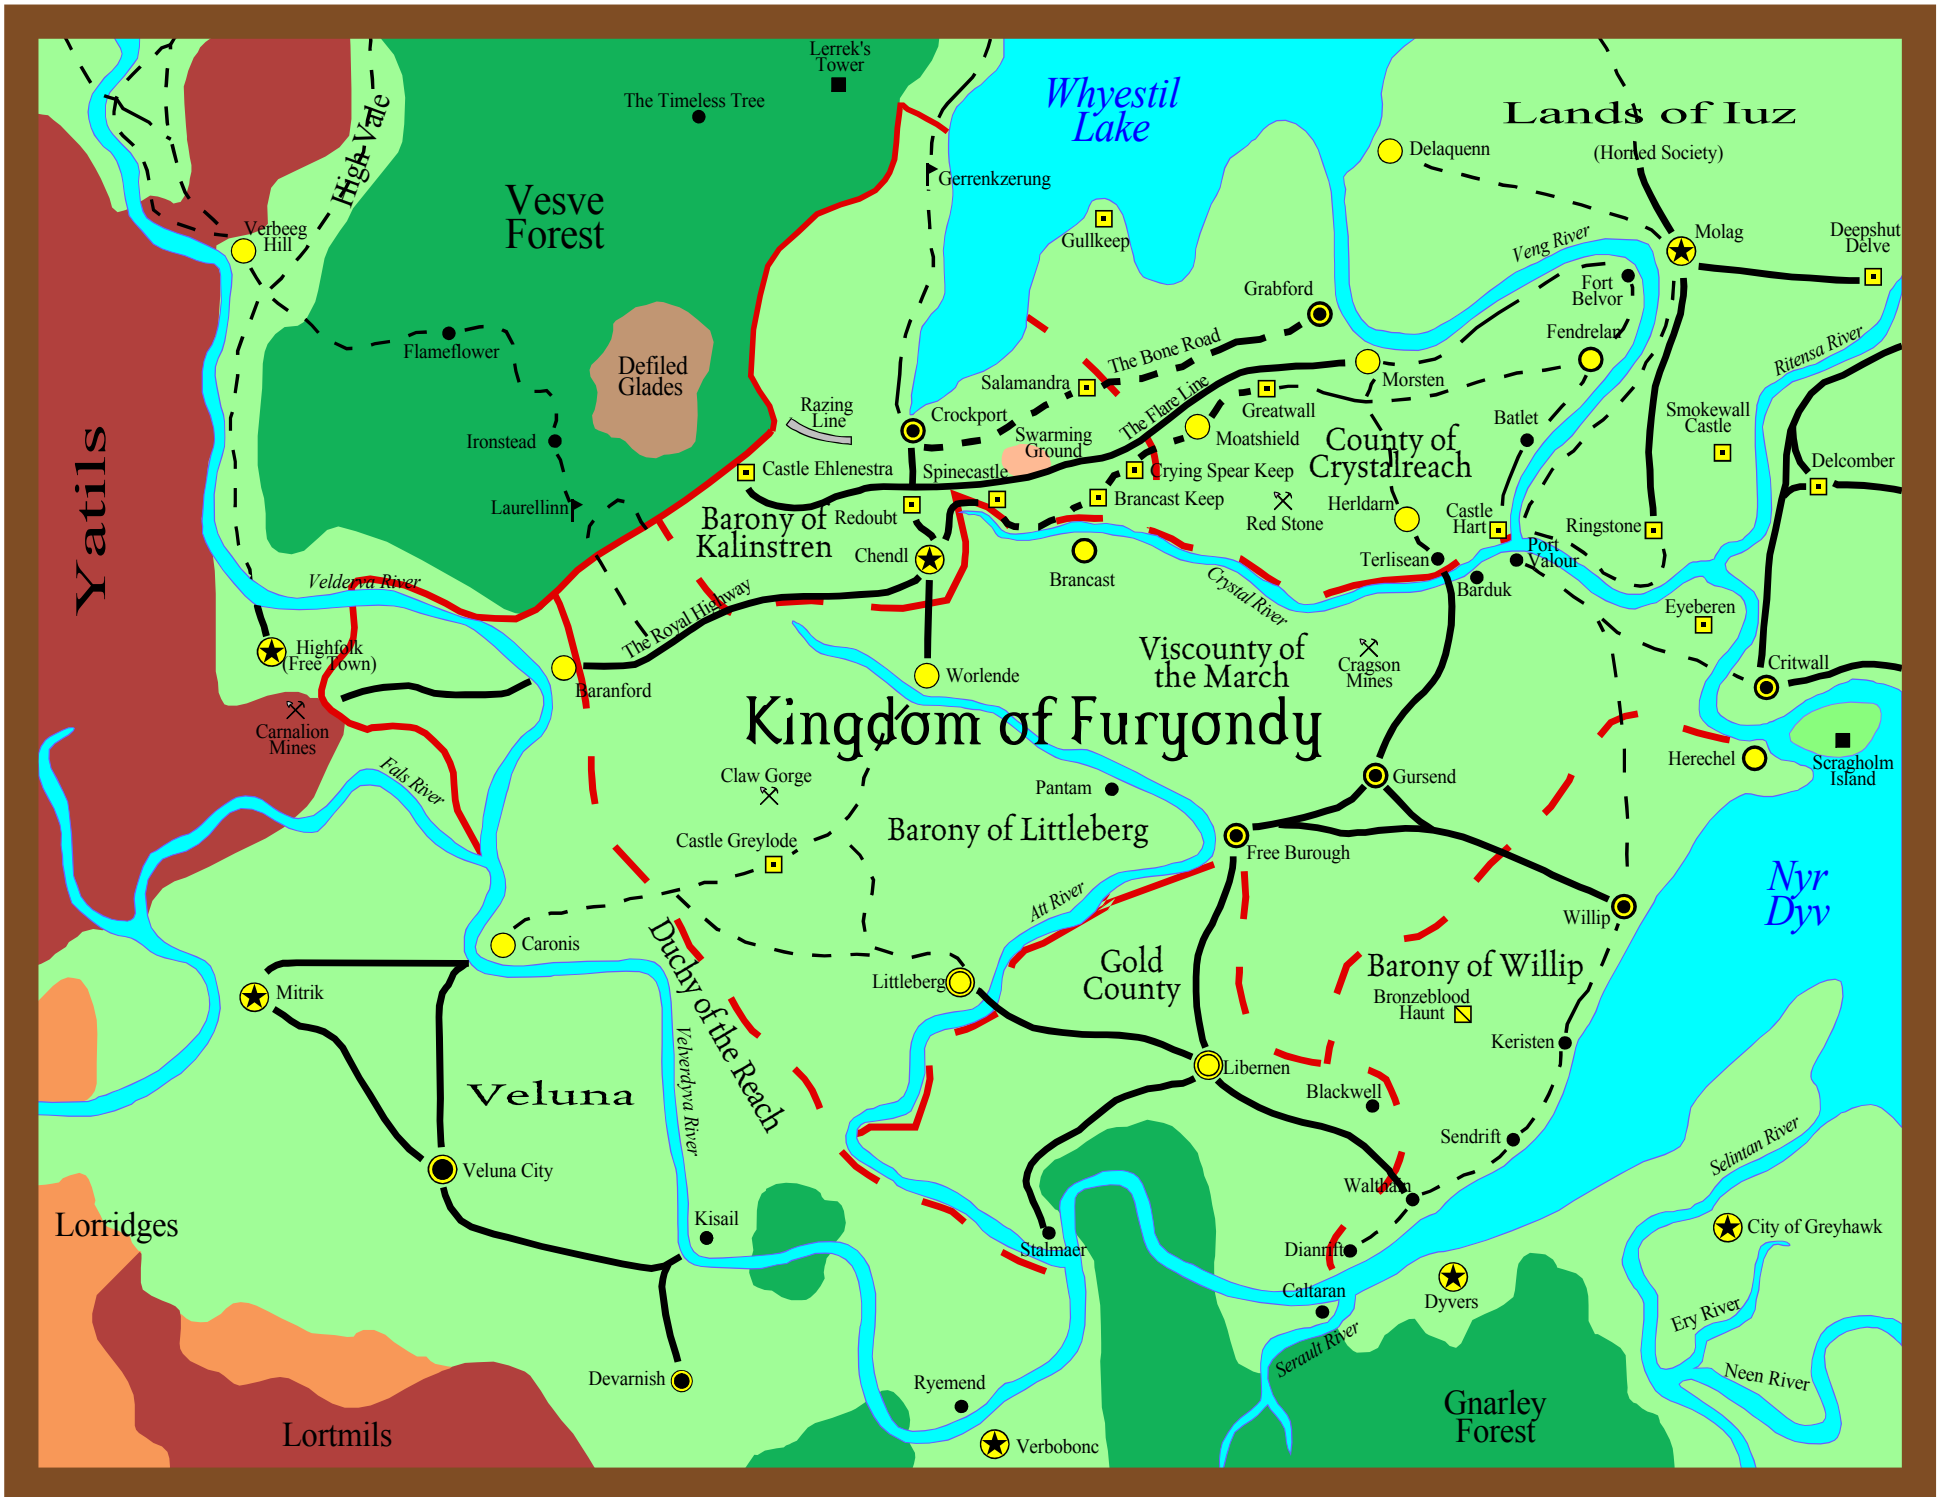 Lerrek's
Tower
The Timeless Tree
Whyestil
Lake
Lands of Iuz
(Horned Society)
High Vale
Delaquenn
Vesve
Forest
Gerrenkzerung
Verbeeg
Hill
Gullkeep
Veng River
Molag
Deepshut
Delve
Fort
Belvor
Grabford
Fendrelan
Flameflower
Defiled
Glades
The Bone Road
Ritensa River
Salamandra
The Flare Line
Morsten
Greatwall
Razing
Line
Crockport
Batlet
Smokewall
Castle
Yatils
Ironstead
Swarming
Ground
Moatshield
County of
Crystalreach
Castle Ehlenestra
Spinecastle
Crying Spear Keep
Delcomber
Laurellinn
Barony of
Kalinstren
Redoubt
Brancast Keep
Red Stone
Herldarn
Castle
Hart
Ringstone
Chendl
Brancast
Terlisean
Port
Valour
Velderva River
Crystal River
Barduk
Eyeberen
The Royal Highway
Highfolk
(Free Town)
Viscounty of
the March
Cragson
Mines
Critwall
Baranford
Worlende
Carnalion
Mines
Kingdom of Furyondy
Fals River
Claw Gorge
Pantam
Gursend
Herechel
Scragholm
Island
Castle Greylode
Barony of Littleberg
Free Burough
Nyr
Dyv
Att River
Willip
Caronis
Duchy of the Reach
Gold
County
Barony of Willip
Mitrik
Littleberg
Bronzeblood
Haunt
Velverdyva River
Keristen
Veluna
Libernen
Blackwell
Sendrift
Selintan River
Veluna City
Waltham
Lorridges
Kisail
Stalmaer
Dianrift
City of Greyhawk
Caltaran
Dyvers
Ery River
Serault River
Devarnish
Ryemend
Neen River
Lortmils
Verbobonc
Gnarley
Forest